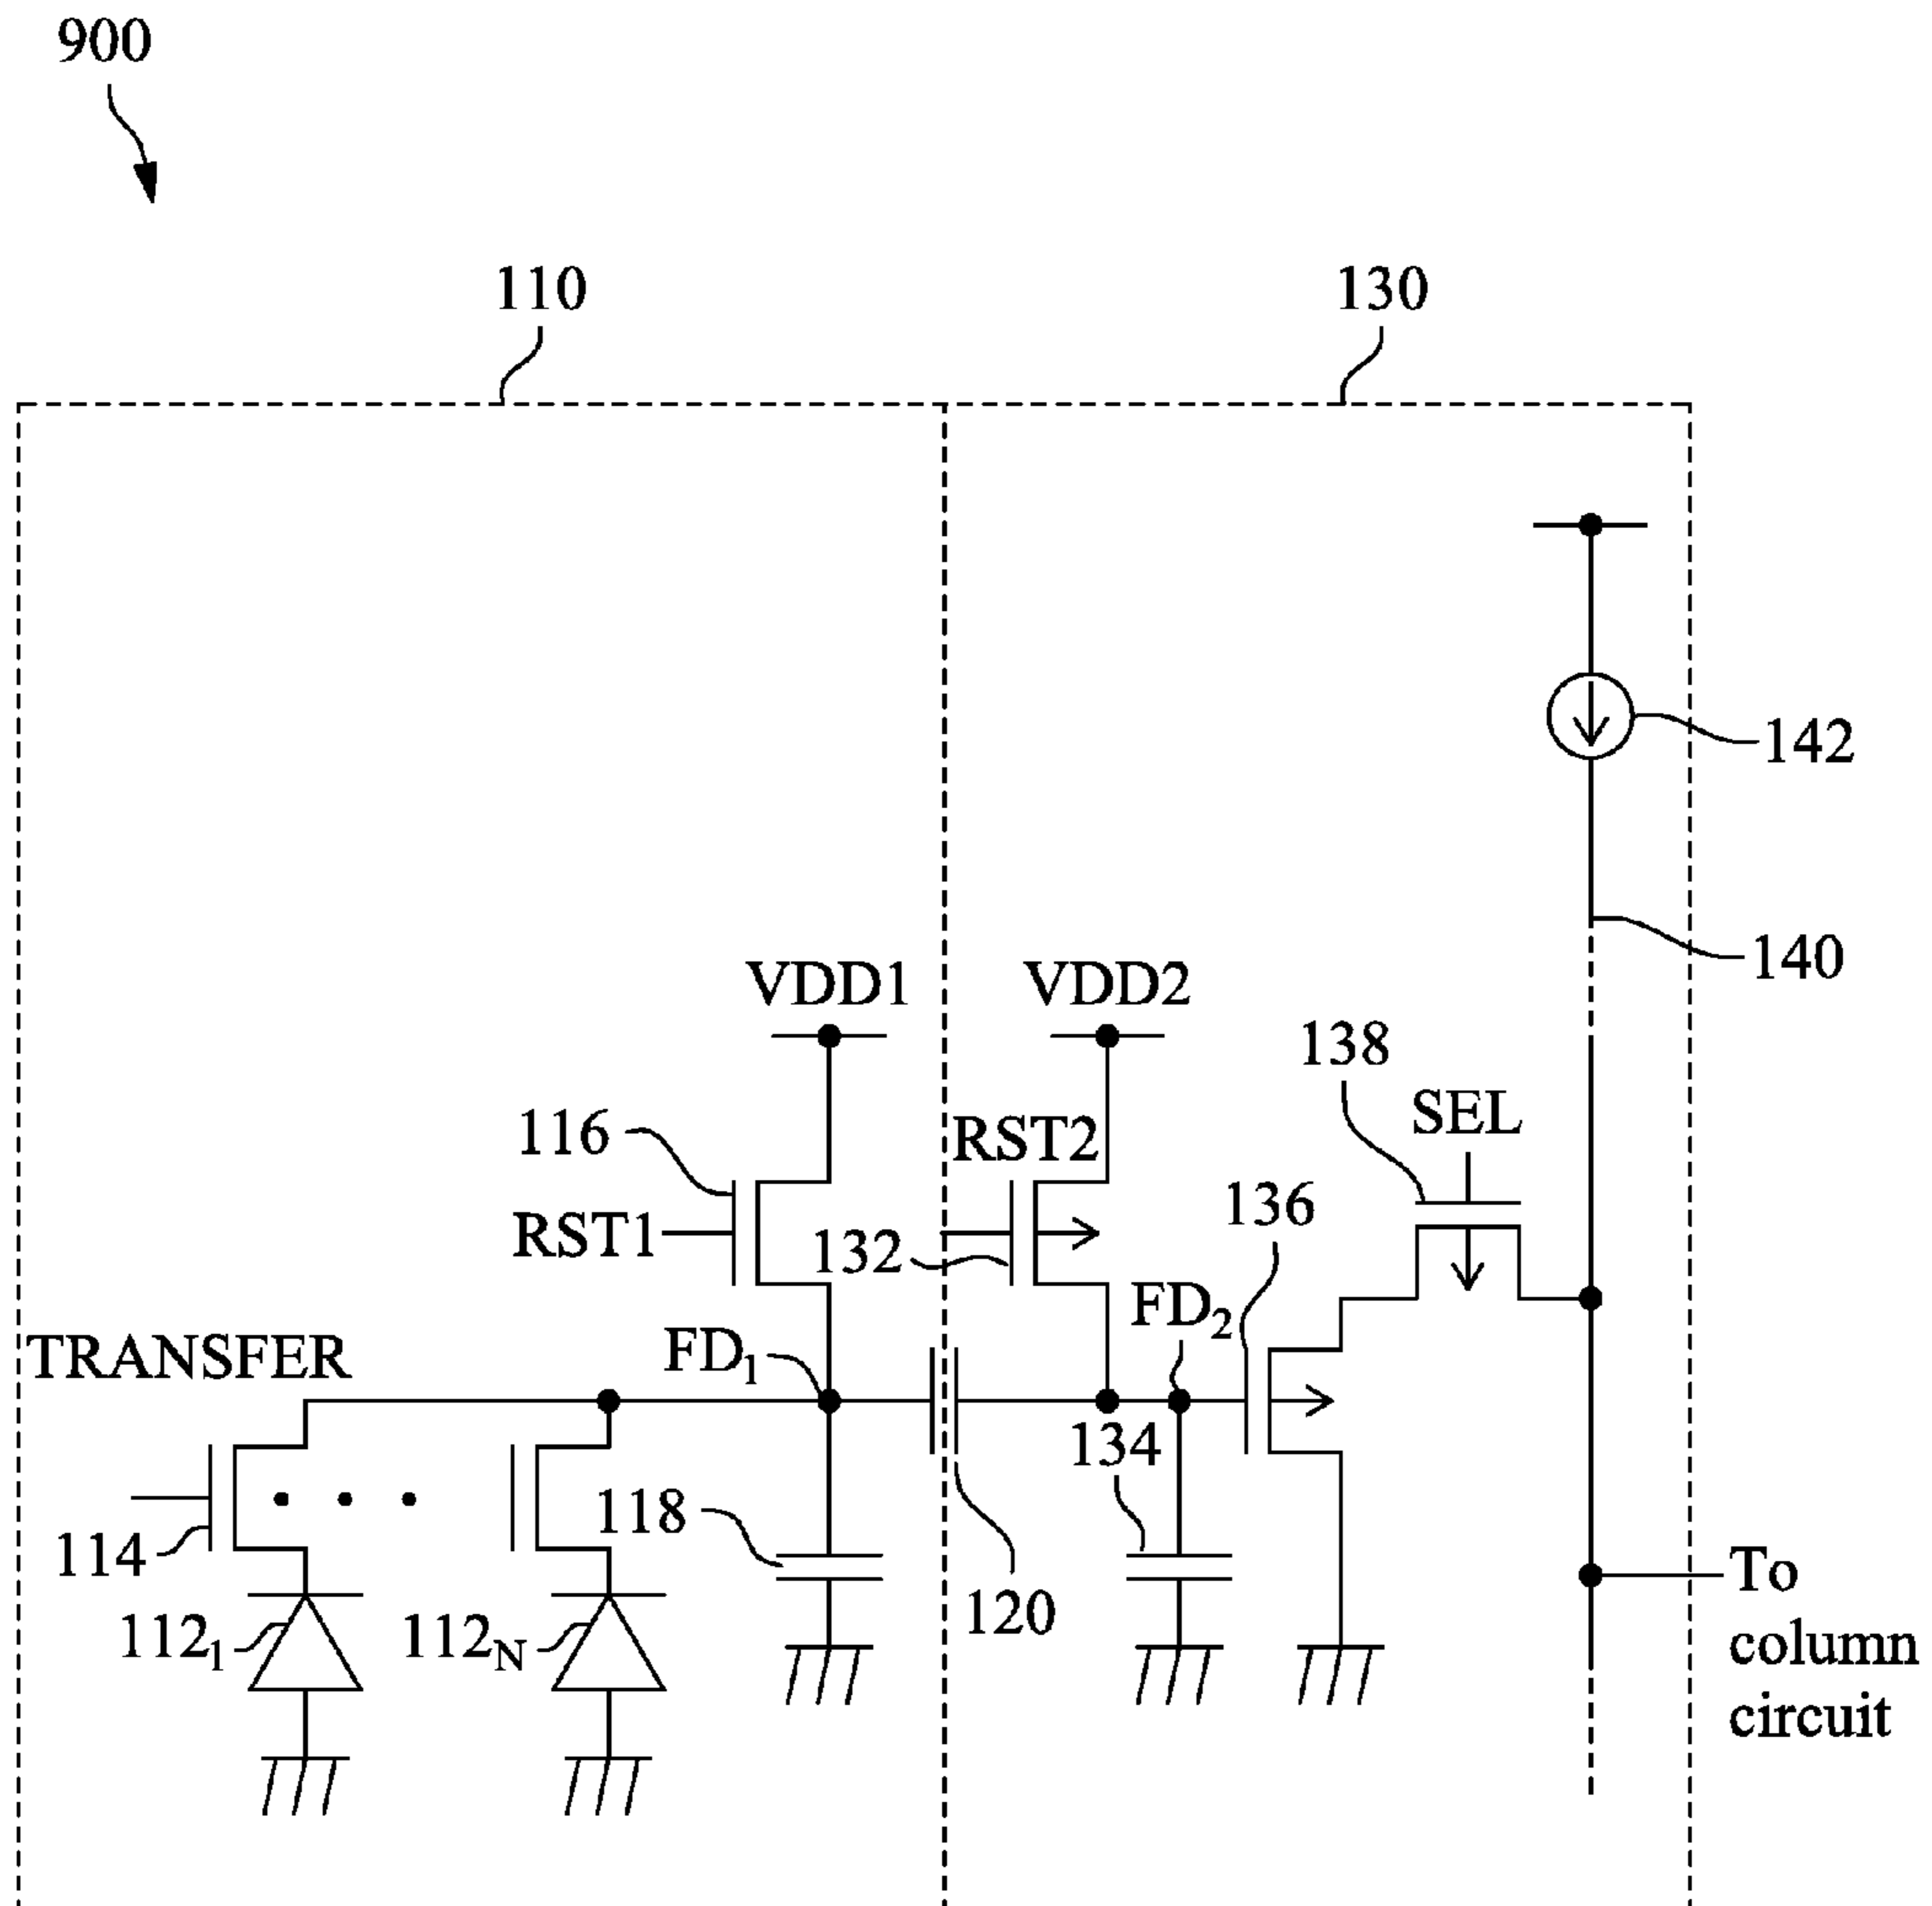 900
110
130
142
140
VDD1
VDD2
138
SEL
116
RST2
136
RST1
132
FD2
TRANSFER
FD1
134
118
114
120
1121
112N
To
column
circuit